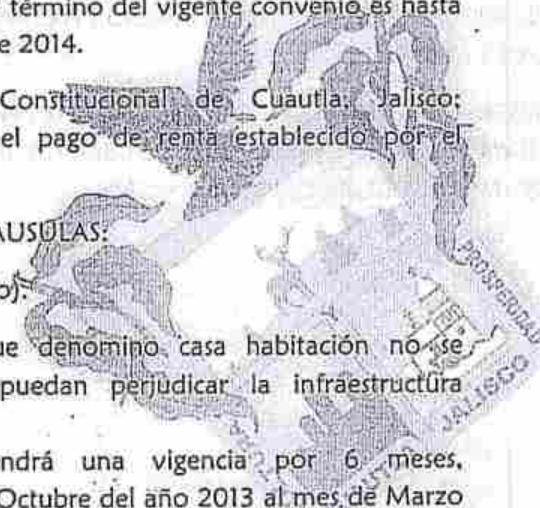 término del vigente convenio es hasta
e 2014.
Constitucional de Cuautla, Jalisco;
el pago de renta establecido por el
AUSULAS:
o).
ue denomino casa habitación no se
puedan perjudicar la infraestructura
ndrá una vigencia por 6 meses,
Octubre del año 2013 al mes de Marzo
PROSPERIDAD
JALISCO